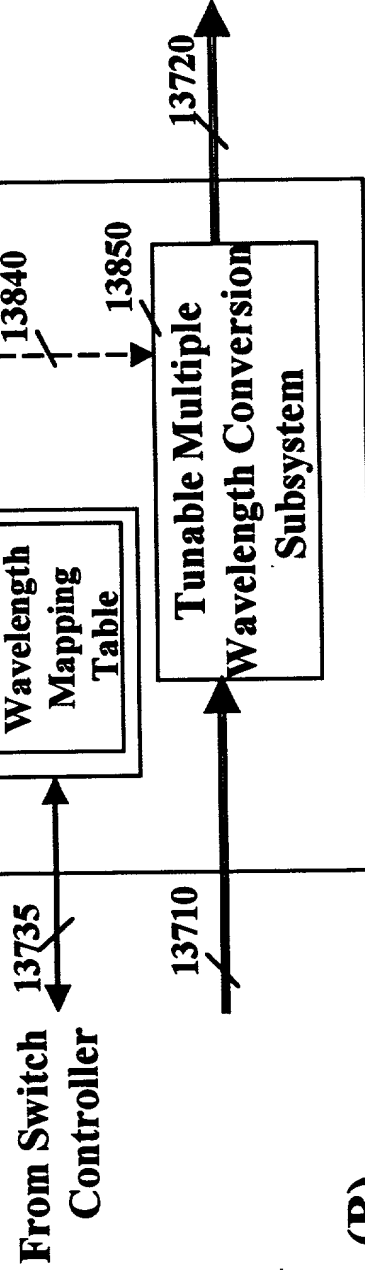 13840
Wavelength
Mapping
Table
13850
13720
Tunable Multiple
Wavelength Conversion
Subsystem
From Switch
Controller
13735
13710
(B)